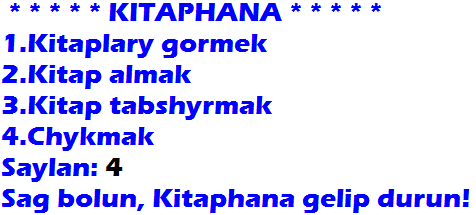 * * * * * KITAPHANA * * * * *
1.Kitaplary gormek
2.Kitap almak
3.Kitap tabshyrmak
4.Chykmak
Saylan: 4
Sag bolun, Kitaphana gelip durun!